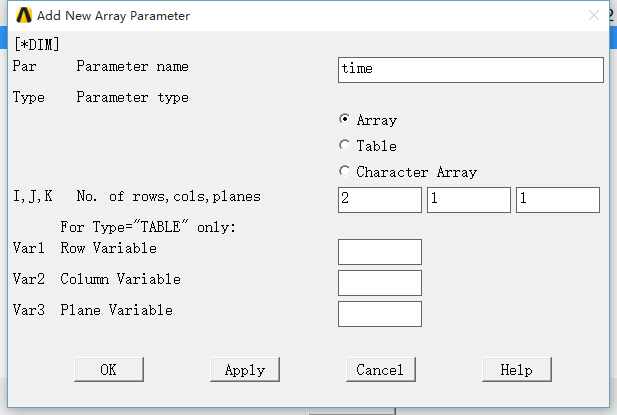 Add New Array Parameter
2
[*DIM]
Par Parameter name time
Type Parameter type
Array
Table
Character Array
I,J,K No. of rows,cols,planes 2 1 1
For Type="TABLE" only:
Var1 Row Variable
Var2 Column Variable
Var3 Plane Variable
OK Apply Cancel Help